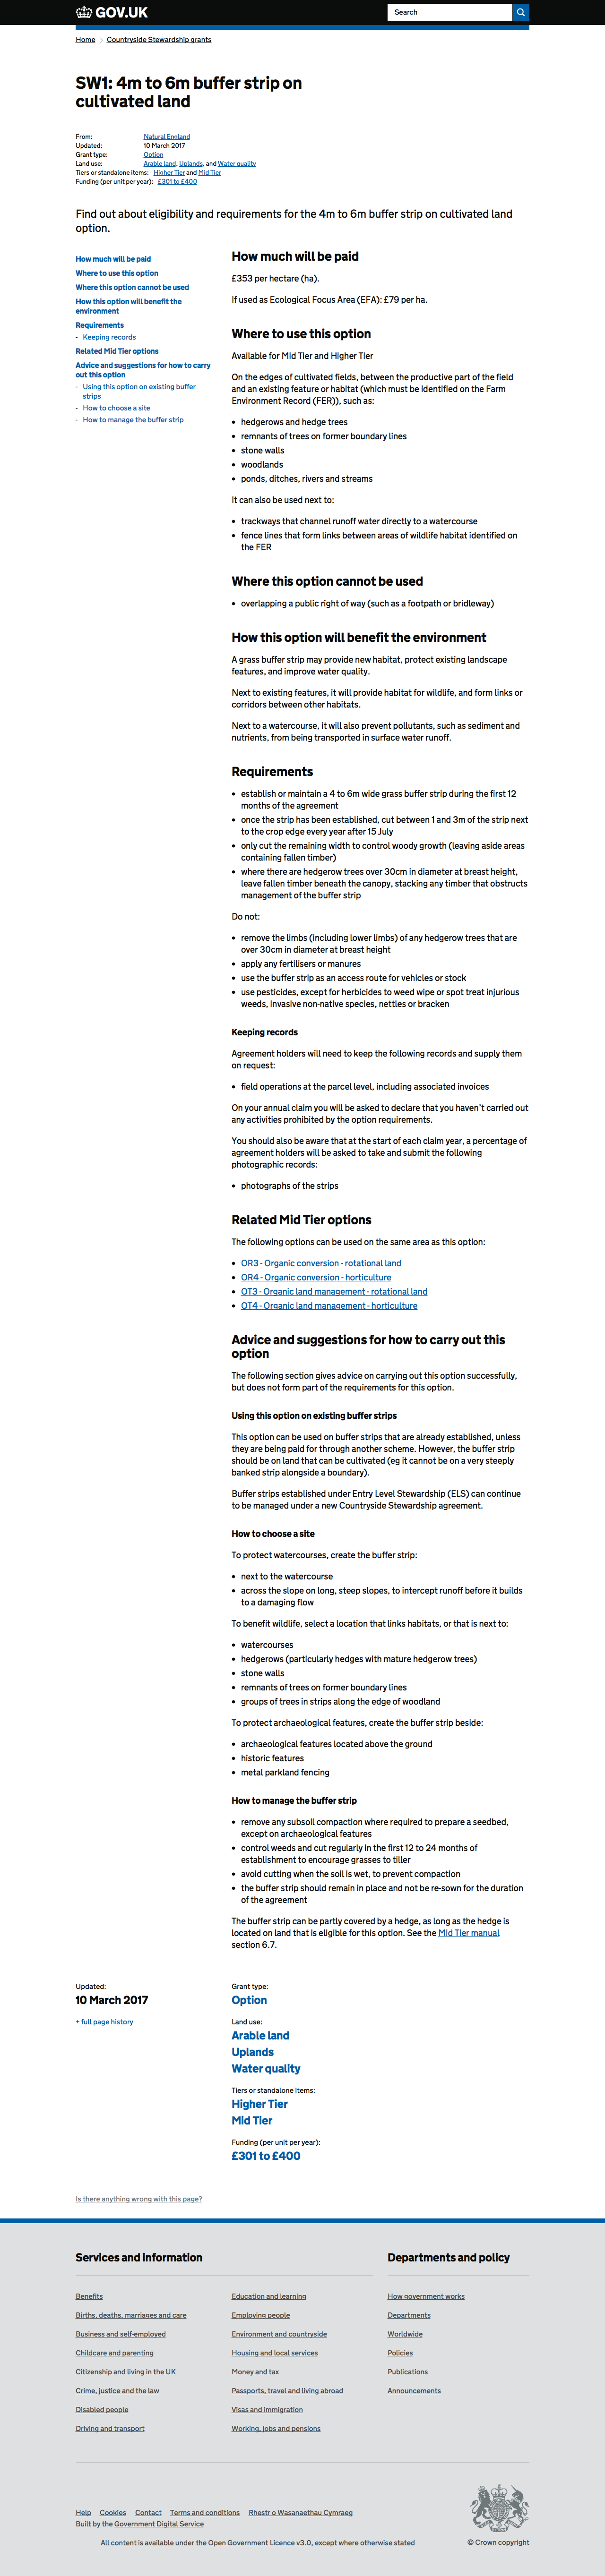 GOV.UK
Search
Home
Countryside Stewardship grants
SW1: 4m to 6m buffer strip on
cultivated land
From: Natural England
Updated: 10 March 2017
Grant type: Option
Land use: Arable land, Uplands, and Water quality
Tiers or standalone items: Higher Tier and Mid Tier
Funding (per unit per year): £301 to £400
Find out about eligibility and requirements for the 4m to 6m buffer strip on cultivated land
option.
How much will be paid
Where to use this option
Where this option cannot be used
How this option will benefit the
environment
Requirements
- Keeping records
Related Mid Tier options
Advice and suggestions for how to carry
out this option
- Using this option on existing buffer
strips
- How to choose a site
- How to manage the buffer strip
How much will be paid
£353 per hectare (ha).
If used as Ecological Focus Area (EFA): £79 per ha.
Where to use this option
Available for Mid Tier and Higher Tier
On the edges of cultivated fields, between the productive part of the field
and an existing feature or habitat (which must be identified on the Farm
Environment Record (FER)), such as:
• hedgerows and hedge trees
• remnants of trees on former boundary lines
• stone walls
• woodlands
• ponds, ditches, rivers and streams
It can also be used next to:
• trackways that channel runoff water directly to a watercourse
• fence lines that form links between areas of wildlife habitat identified on
the FER
Where this option cannot be used
• overlapping a public right of way (such as a footpath or bridleway)
How this option will benefit the environment
A grass buffer strip may provide new habitat, protect existing landscape
features, and improve water quality.
Next to existing features, it will provide habitat for wildlife, and form links or
corridors between other habitats.
Next to a watercourse, it will also prevent pollutants, such as sediment and
nutrients, from being transported in surface water runoff.
Requirements
• establish or maintain a 4 to 6m wide grass buffer strip during the first 12
months of the agreement
• once the strip has been established, cut between 1 and 3m of the strip next
to the crop edge every year after 15 July
• only cut the remaining width to control woody growth (leaving aside areas
containing fallen timber)
• where there are hedgerow trees over 30cm in diameter at breast height,
leave fallen timber beneath the canopy, stacking any timber that obstructs
management of the buffer strip
Do not:
• remove the limbs (including lower limbs) of any hedgerow trees that are
over 30cm in diameter at breast height
• apply any fertilisers or manures
• use the buffer strip as an access route for vehicles or stock
• use pesticides, except for herbicides to weed wipe or spot treat injurious
weeds, invasive non-native species, nettles or bracken
Keeping records
Agreement holders will need to keep the following records and supply them
on request:
• field operations at the parcel level, including associated invoices
On your annual claim you will be asked to declare that you haven't carried out
any activities prohibited by the option requirements.
You should also be aware that at the start of each claim year, a percentage of
agreement holders will be asked to take and submit the following
photographic records:
• photographs of the strips
Related Mid Tier options
The following options can be used on the same area as this option:
• OR3 - Organic conversion - rotational land
• OR4 - Organic conversion - horticulture
• OT3 - Organic land management - rotational land
• OT4 - Organic land management - horticulture
Advice and suggestions for how to carry out this
option
The following section gives advice on carrying out this option successfully,
but does not form part of the requirements for this option.
Using this option on existing buffer strips
This option can be used on buffer strips that are already established, unless
they are being paid for through another scheme. However, the buffer strip
should be on land that can be cultivated (eg it cannot be on a very steeply
banked strip alongside a boundary).
Buffer strips established under Entry Level Stewardship (ELS) can continue
to be managed under a new Countryside Stewardship agreement.
How to choose a site
To protect watercourses, create the buffer strip:
• next to the watercourse
• across the slope on long, steep slopes, to intercept runoff before it builds
to a damaging flow
To benefit wildlife, select a location that links habitats, or that is next to:
• watercourses
• hedgerows (particularly hedges with mature hedgerow trees)
• stone walls
• remnants of trees on former boundary lines
• groups of trees in strips along the edge of woodland
To protect archaeological features, create the buffer strip beside:
• archaeological features located above the ground
• historic features
• metal parkland fencing
How to manage the buffer strip
• remove any subsoil compaction where required to prepare a seedbed,
except on archaeological features
• control weeds and cut regularly in the first 12 to 24 months of
establishment to encourage grasses to tiller
• avoid cutting when the soil is wet, to prevent compaction
• the buffer strip should remain in place and not be re-sown for the duration
of the agreement
The buffer strip can be partly covered by a hedge, as long as the hedge is
located on land that is eligible for this option. See the Mid Tier manual
section 6.7.
Updated:
10 March 2017
+ full page history
Grant type:
Option
Land use:
Arable land
Uplands
Water quality
Tiers or standalone items:
Higher Tier
Mid Tier
Funding (per unit per year):
£301 to £400
Is there anything wrong with this page?
Services and information
Benefits
Births, deaths, marriages and care
Business and self-employed
Childcare and parenting
Citizenship and living in the UK
Crime, justice and the law
Disabled people
Driving and transport
Education and learning
Employing people
Environment and countryside
Housing and local services
Money and tax
Passports, travel and living abroad
Visas and immigration
Working, jobs and pensions
Departments and policy
How government works
Departments
Worldwide
Policies
Publications
Announcements
Help Cookies Contact Terms and conditions Rhestr o Wasanaethau Cymraeg
Built by the Government Digital Service
All content is available under the Open Government Licence v3.0, except where otherwise stated
© Crown copyright